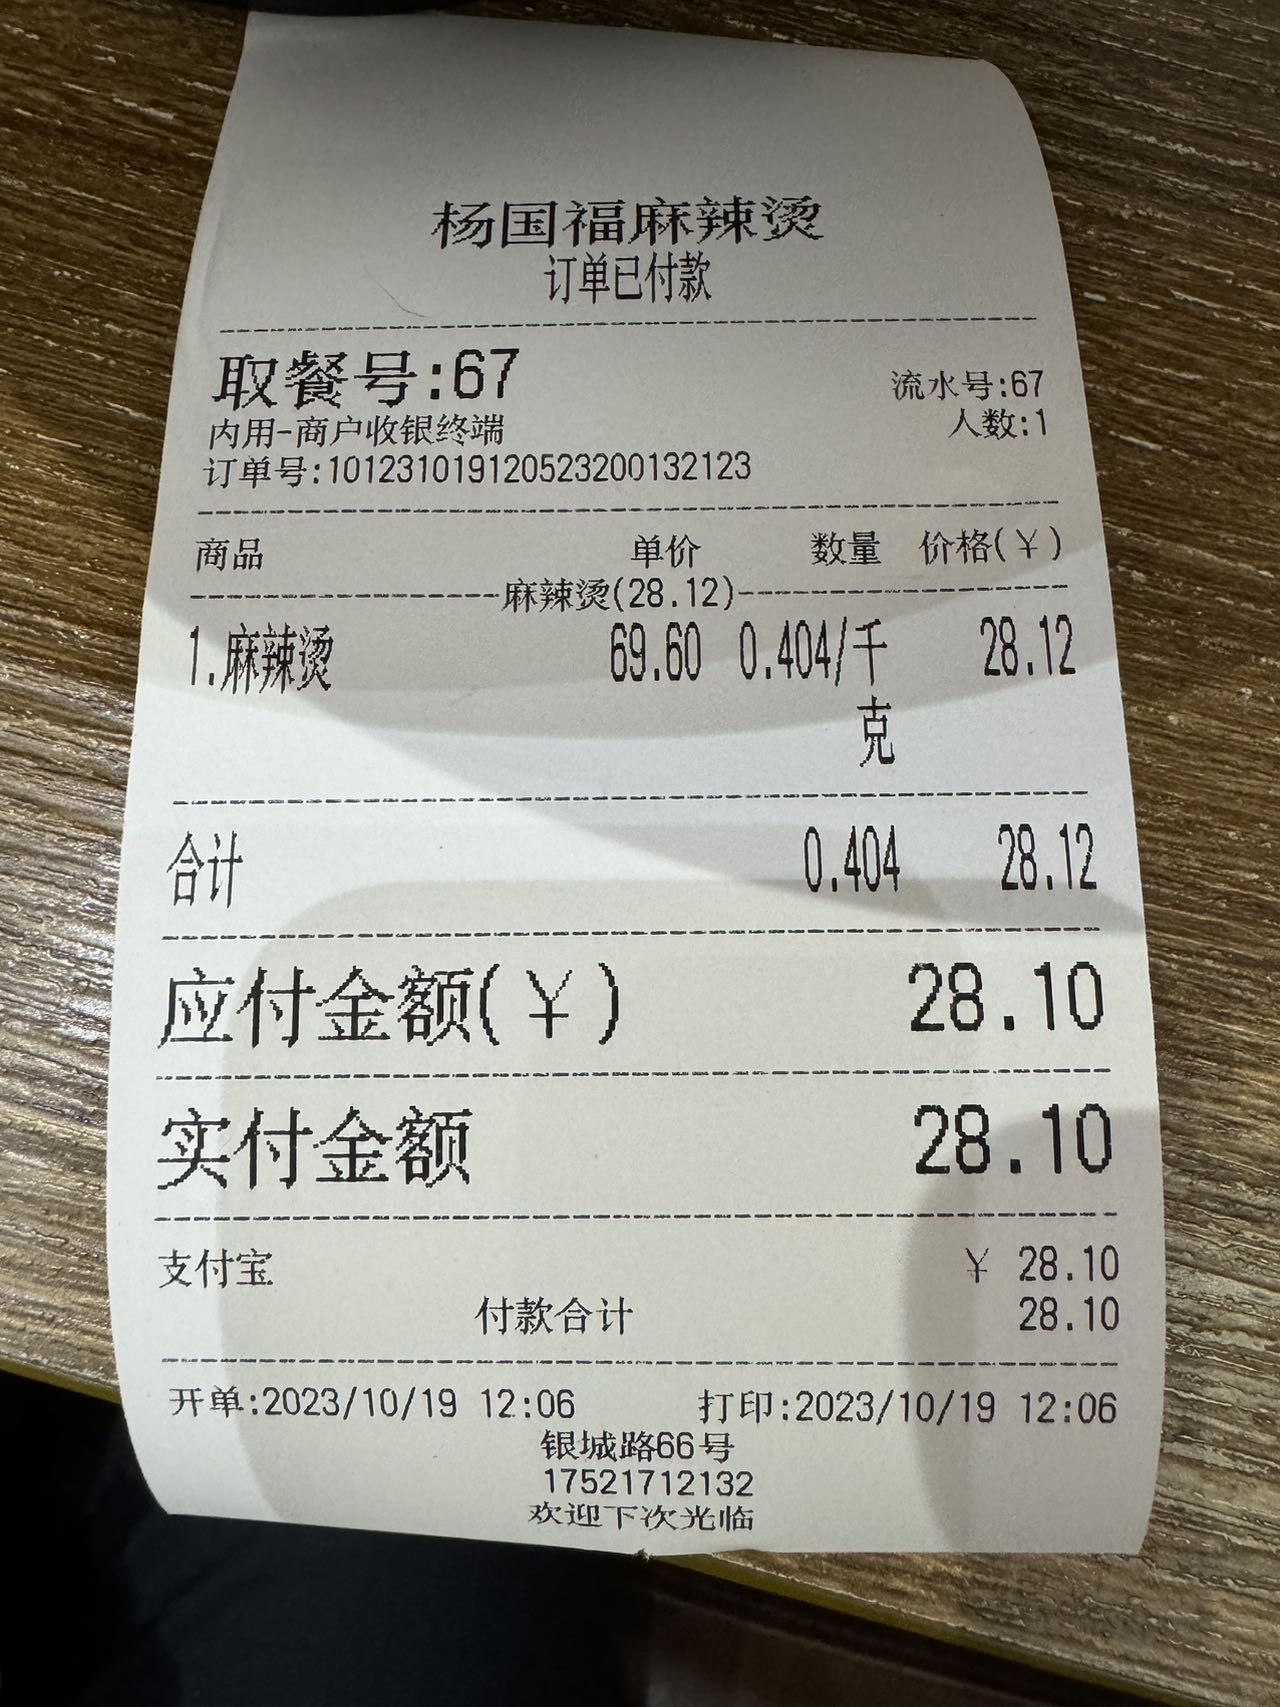 杨国福麻辣烫
订单已付款
取餐号:67 流水号:67
内用-商户收银终端 人数:1
订单号:101231019120523200132123
商品 单价 数量 价格(¥)
麻辣烫(28.12)
1.麻辣烫 69.60 0.404/千 28.12
克
合计 0.404 28.12
应付金额(¥) 28.10
实付金额 28.10
支付宝 ¥ 28.10
付款合计 28.10
开单:2023/10/19 12:06 打印:2023/10/19 12:06
银城路66号
17521712132
欢迎下次光临